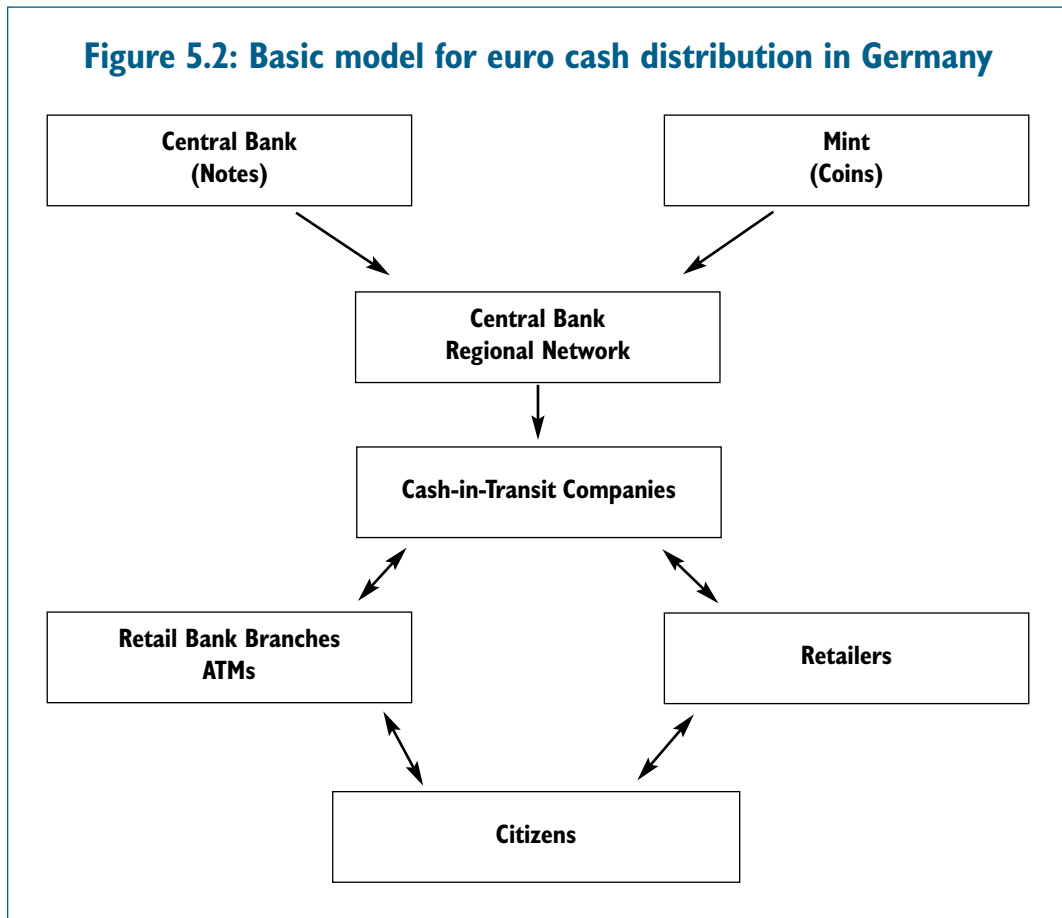 Figure 5.2: Basic model for euro cash distribution in Germany
Central Bank
(Notes)
Mint
(Coins)
Central Bank
Regional Network
Cash-in-Transit Companies
Retail Bank Branches
ATMs
Retailers
Citizens